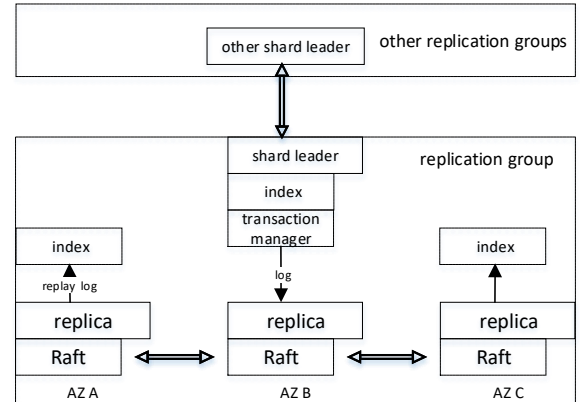 other shard leader
other replication groups
shard leader
replication group
index
transaction
manager
index
index
log
replay log
replica
replica
replica
Raft
Raft
Raft
AZ A
AZ B
AZ C